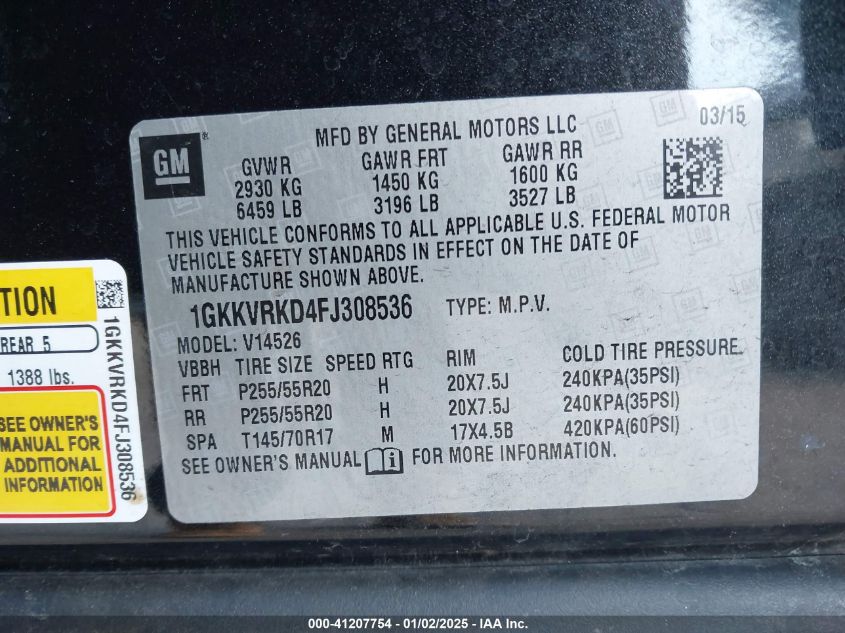 GM
®
MFD BY GENERAL MOTORS LLC
03/15
GVWR GAWR FRT GAWR RR
2930 KG 1450 KG 1600 KG
6459 LB 3196 LB 3527 LB
THIS VEHICLE CONFORMS TO ALL APPLICABLE U.S. FEDERAL MOTOR
VEHICLE SAFETY STANDARDS IN EFFECT ON THE DATE OF
MANUFACTURE SHOWN ABOVE.
1GKKVRKD4FJ308536 TYPE: M.P.V.
MODEL: V14526
VBBH TIRE SIZE SPEED RTG RIM COLD TIRE PRESSURE
FRT P255/55R20 H 20X7.5J 240KPA(35PSI)
RR P255/55R20 H 20X7.5J 240KPA(35PSI)
SPA T145/70R17 M 17X4.5B 420KPA(60PSI)
SEE OWNER'S MANUAL i FOR MORE INFORMATION.
TION
REAR 5
1388 lbs.
SEE OWNER'S
MANUAL FOR
ADDITIONAL
INFORMATION
1GKKVRKD4FJ308536
000-41207754 - 01/02/2025 - IAA Inc.